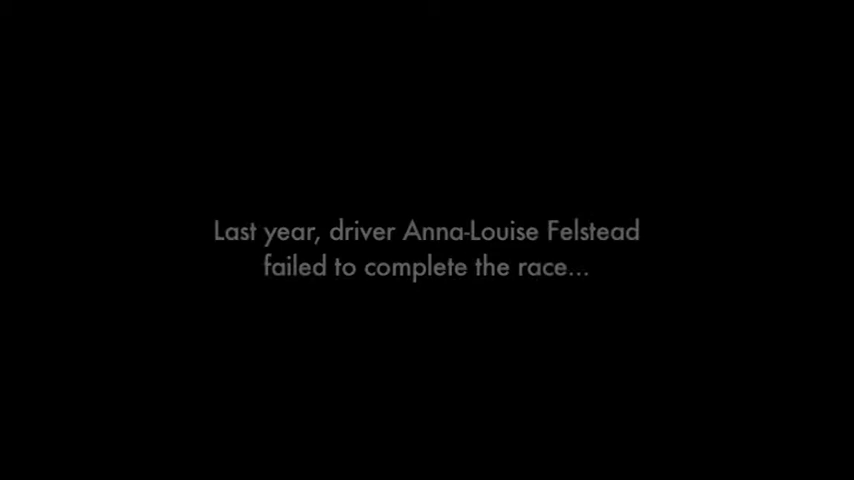 Last year, driver Anna-Louise Felstead
failed to complete the race...